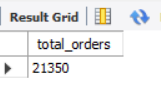 Result Grid
total_orders
21350